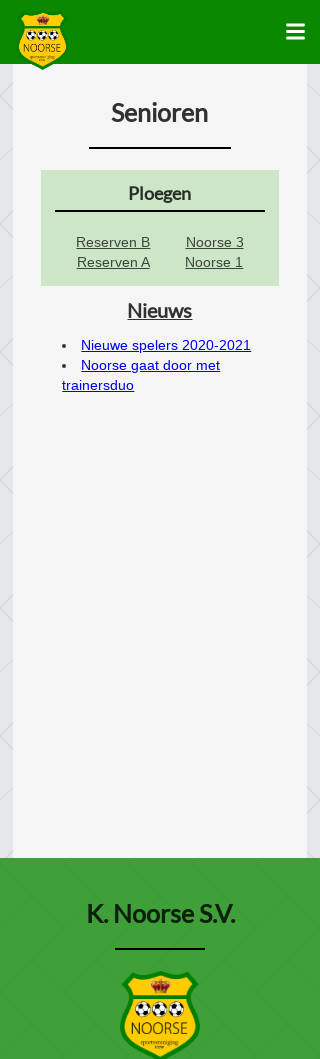 NOORSE
Senioren
Ploegen
Reserven B Noorse 3
Reserven A Noorse 1
Nieuws
• Nieuwe spelers 2020-2021
• Noorse gaat door met
trainersduo
K. Noorse S.V.
NOORSE
sportvereniging